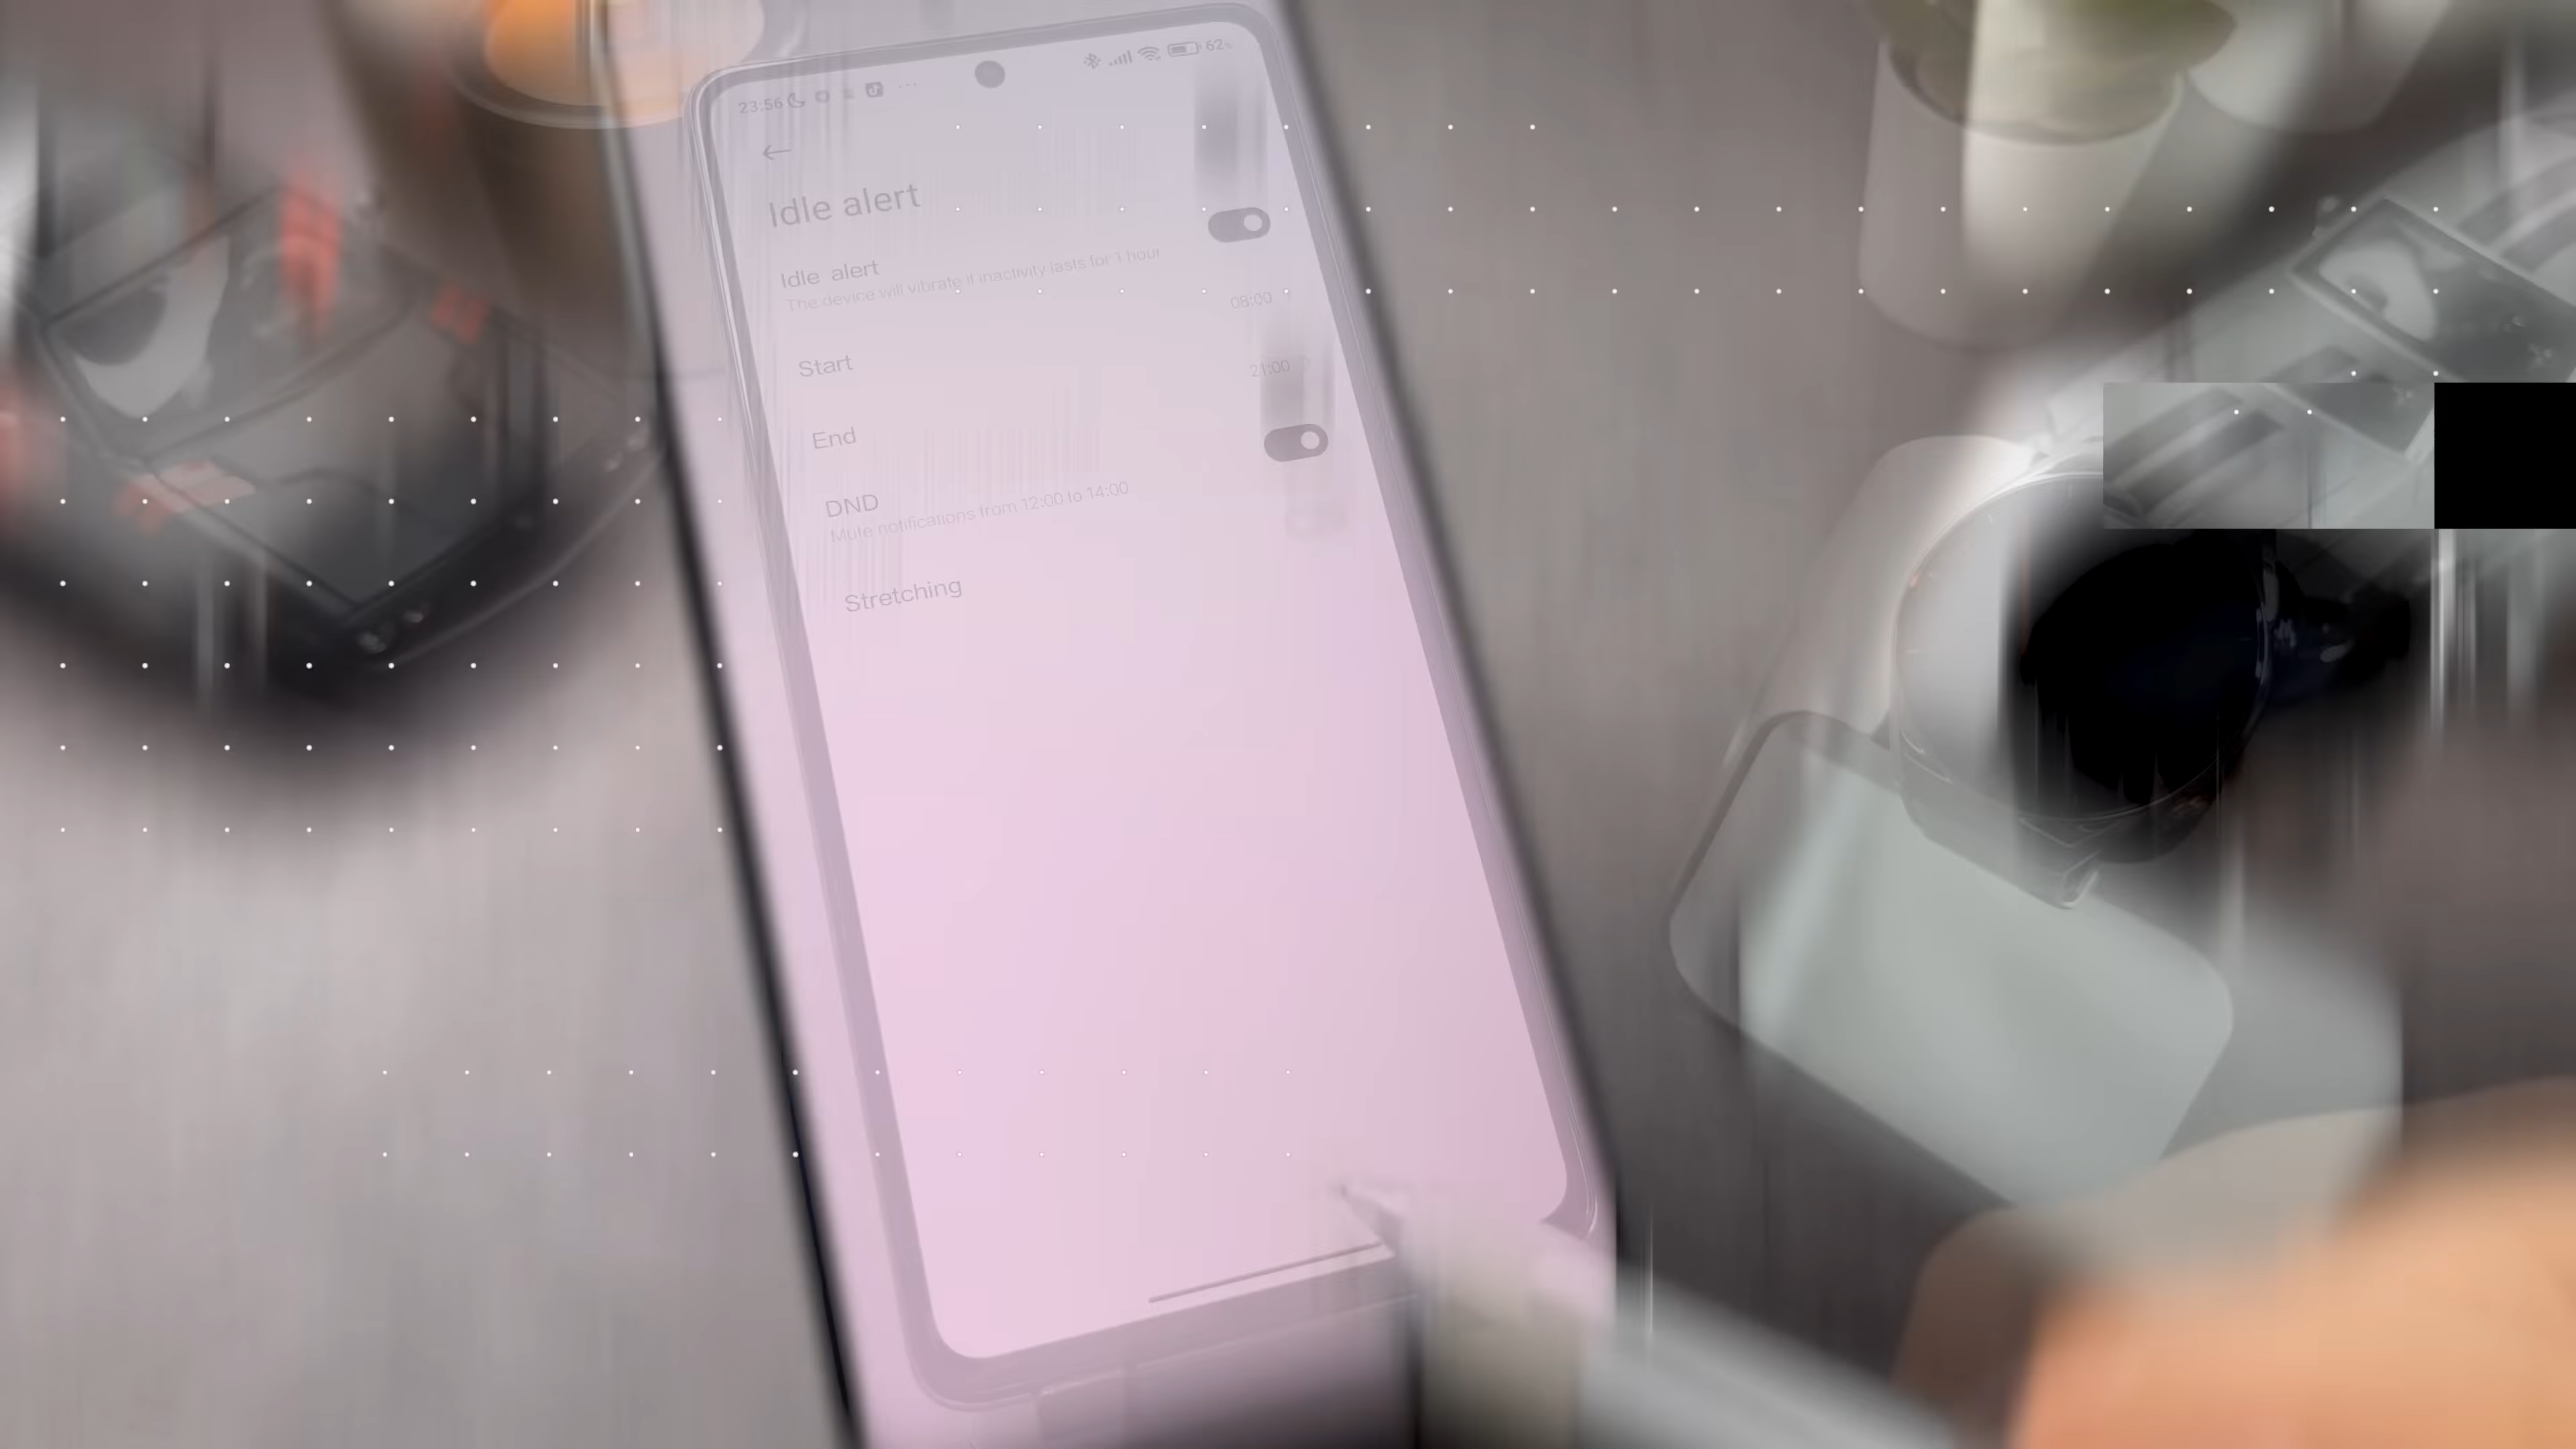 23:56
62%
Idle alert
Idle alert
The device will vibrate if inactivity lasts for 1 hour
Start
08:00
End
21:00
DND
Mute notifications from 12:00 to 14:00
Stretching